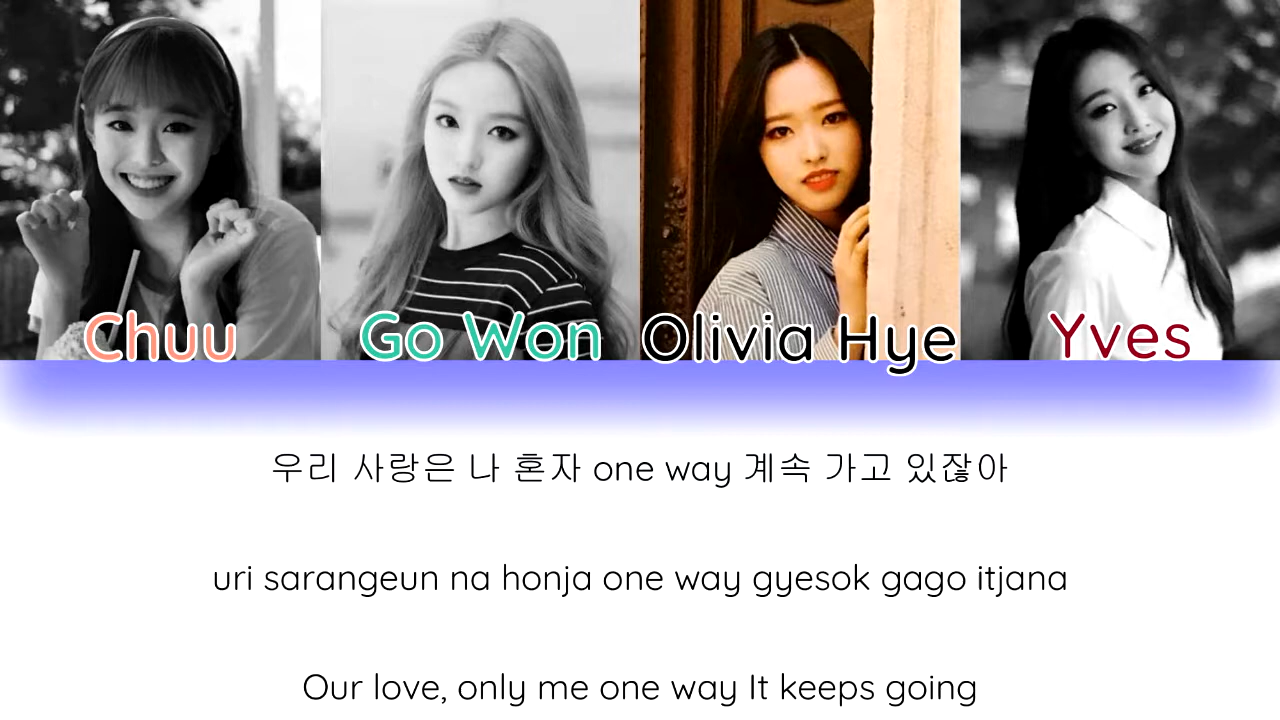 Chuu Go Won Olivia Hye Yves
우리 사랑은 나 혼자 one way 계속 가고 있잖아
uri sarangeun na honja one way gyesok gago itjana
Our love, only me one way It keeps going